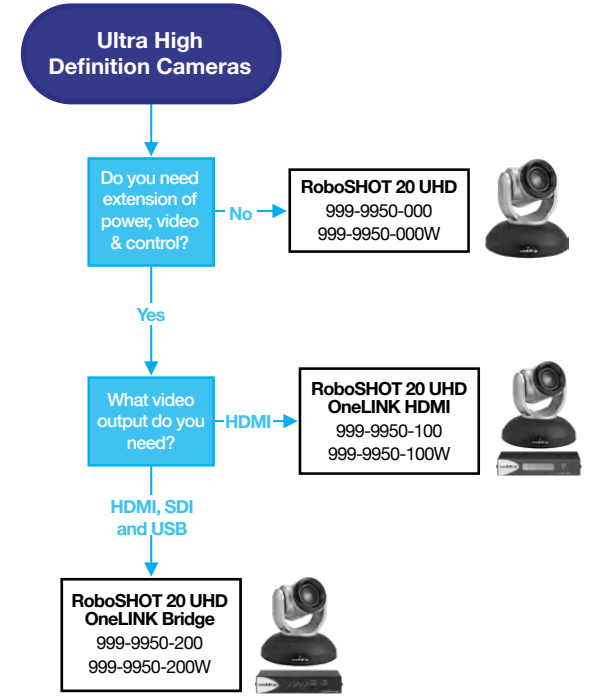 Ultra High
Definition Cameras
Do you need
extension of
power, video
& control?
No
RoboSHOT 20 UHD
999-9950-000
999-9950-000W
Yes
What video
output do you
need?
HDMI
RoboSHOT 20 UHD
OneLINK HDMI
999-9950-100
999-9950-100W
HDMI, SDI
and USB
RoboSHOT 20 UHD
OneLINK Bridge
999-9950-200
999-9950-200W